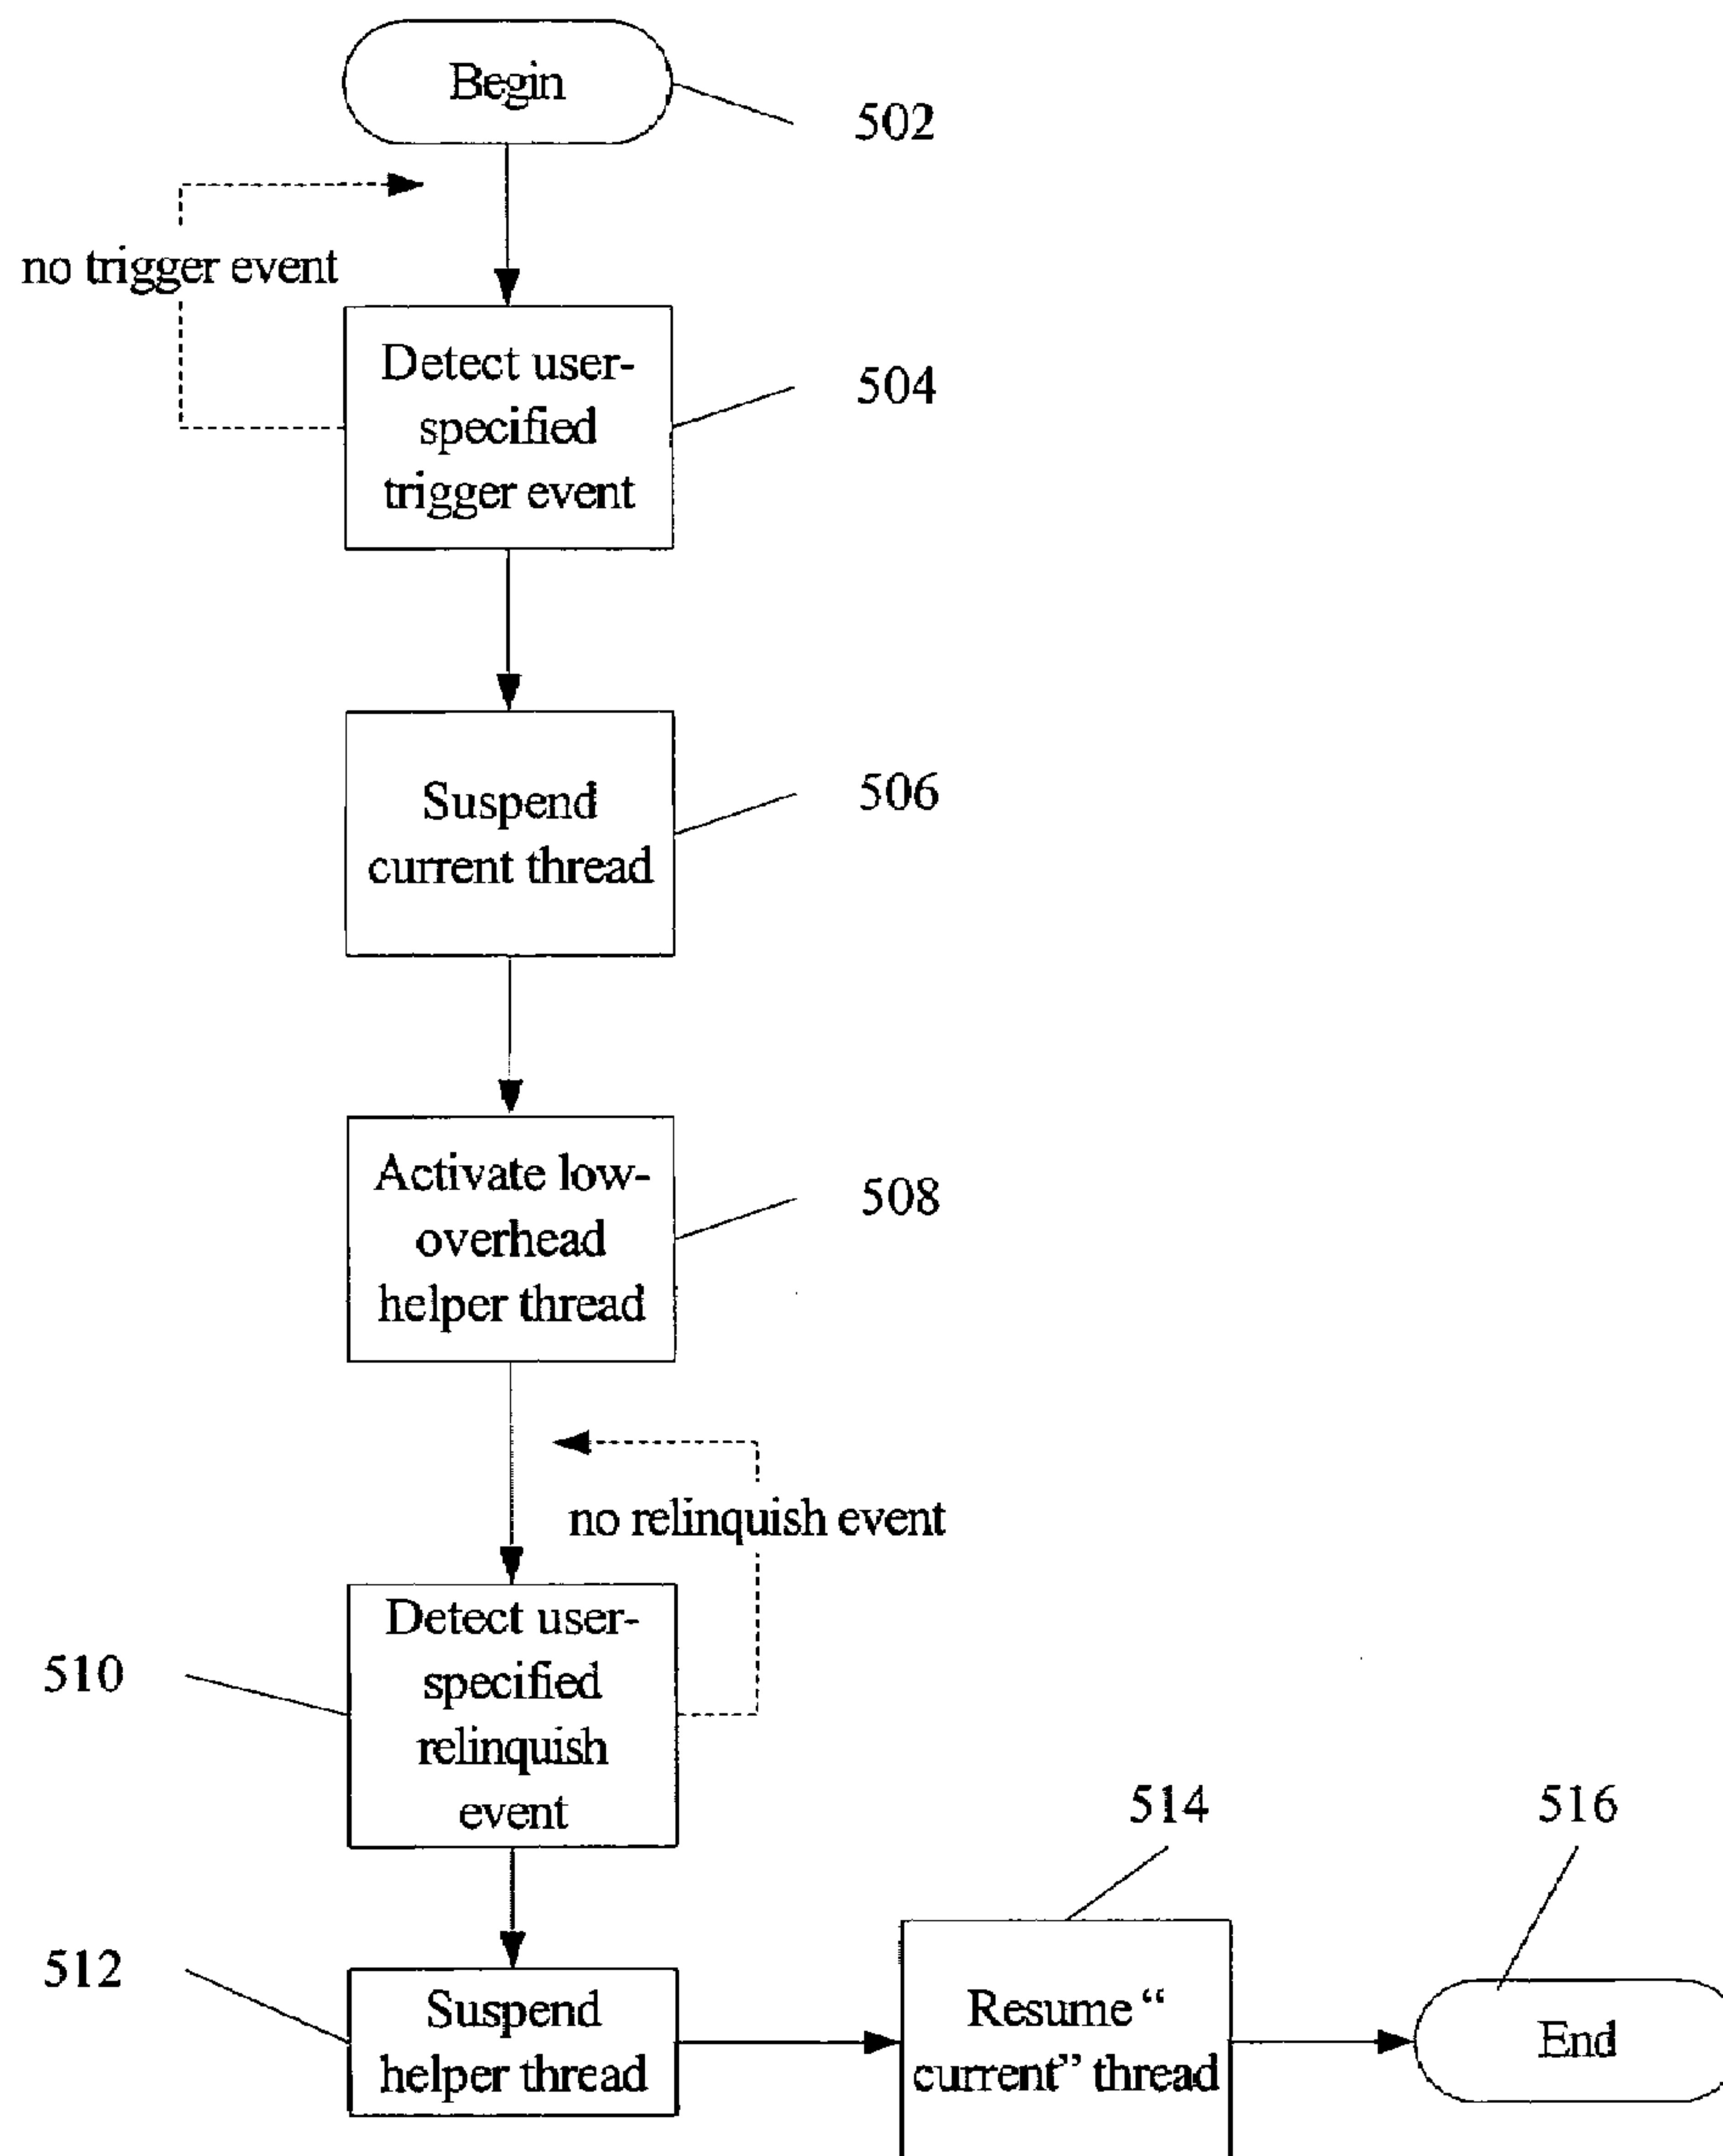 Begin
502
no trigger event
Detect user-
specified
trigger event
504
Suspend
current thread
506
Activate low-
overhead
helper thread
508
no relinquish event
Detect user-
specified
relinquish
event
510
512
Suspend
helper thread
514
Resume “
current” thread
516
End